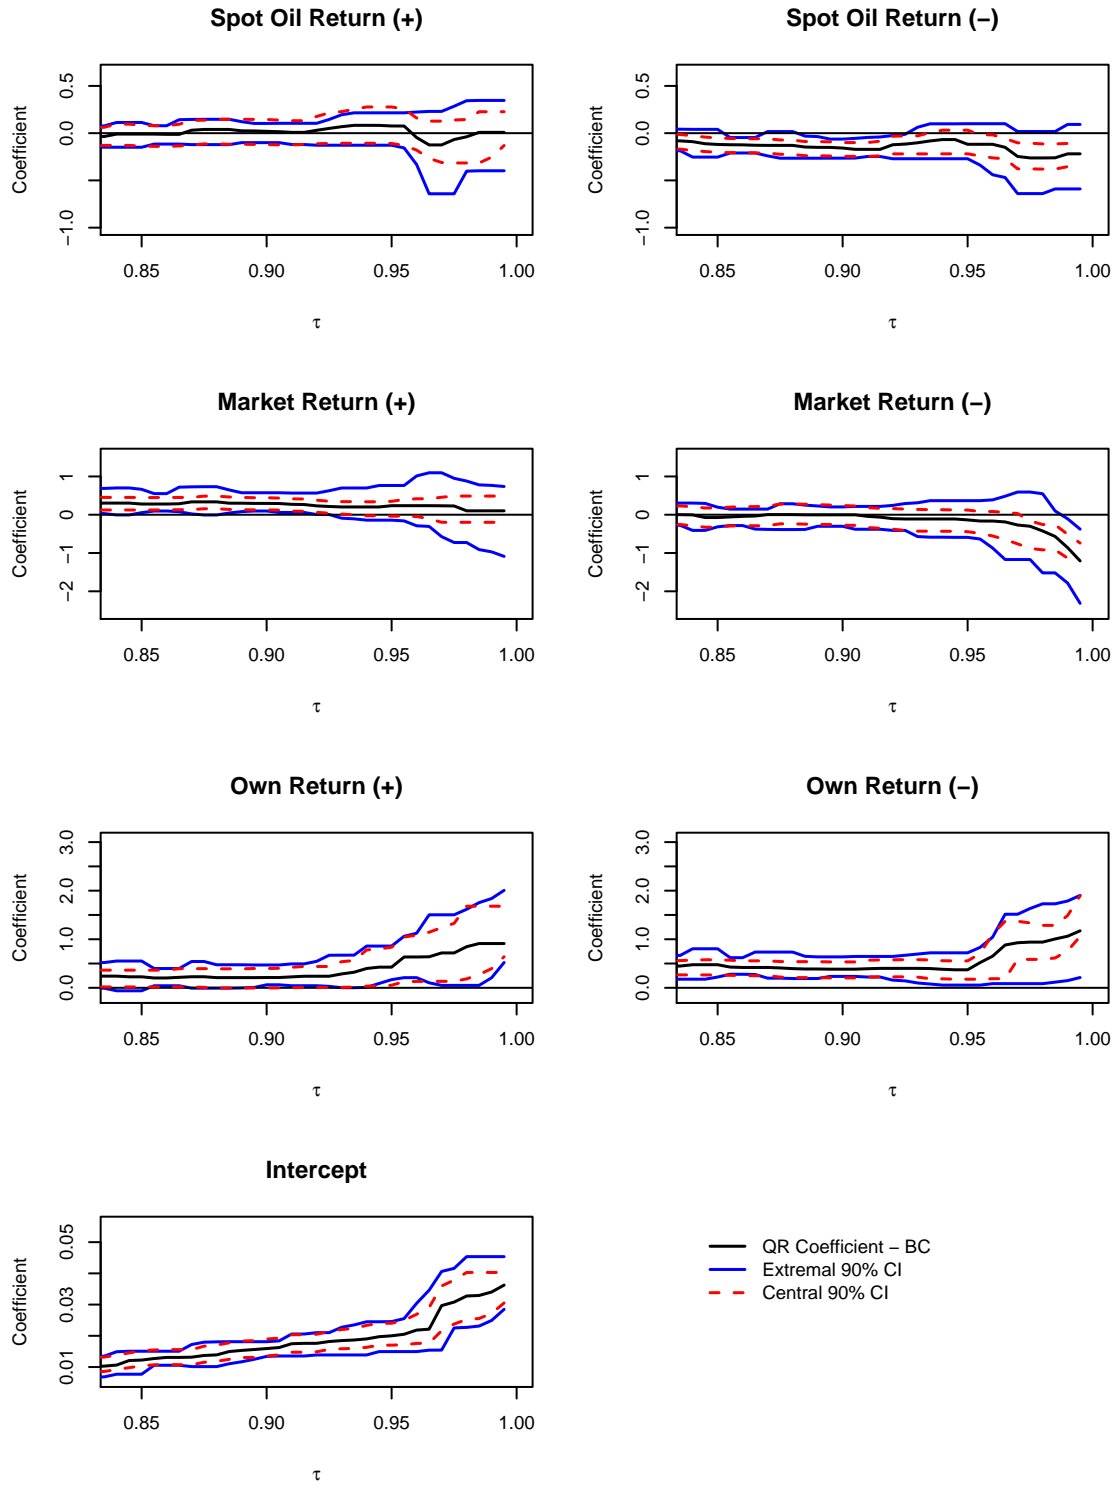 Spot Oil Return (+)
Coefficient
0.5
0.0
−1.0
0.85 0.90 0.95 1.00
τ
Spot Oil Return (−)
Coefficient
0.5
0.0
−1.0
0.85 0.90 0.95 1.00
τ
Market Return (+)
Coefficient
1
0
−1
−2
0.85 0.90 0.95 1.00
τ
Market Return (−)
Coefficient
1
0
−1
−2
0.85 0.90 0.95 1.00
τ
Own Return (+)
Coefficient
3.0
2.0
1.0
0.0
0.85 0.90 0.95 1.00
τ
Own Return (−)
Coefficient
3.0
2.0
1.0
0.0
0.85 0.90 0.95 1.00
τ
Intercept
Coefficient
0.05
0.03
0.01
0.85 0.90 0.95 1.00
τ
QR Coefficient − BC
Extremal 90% CI
Central 90% CI